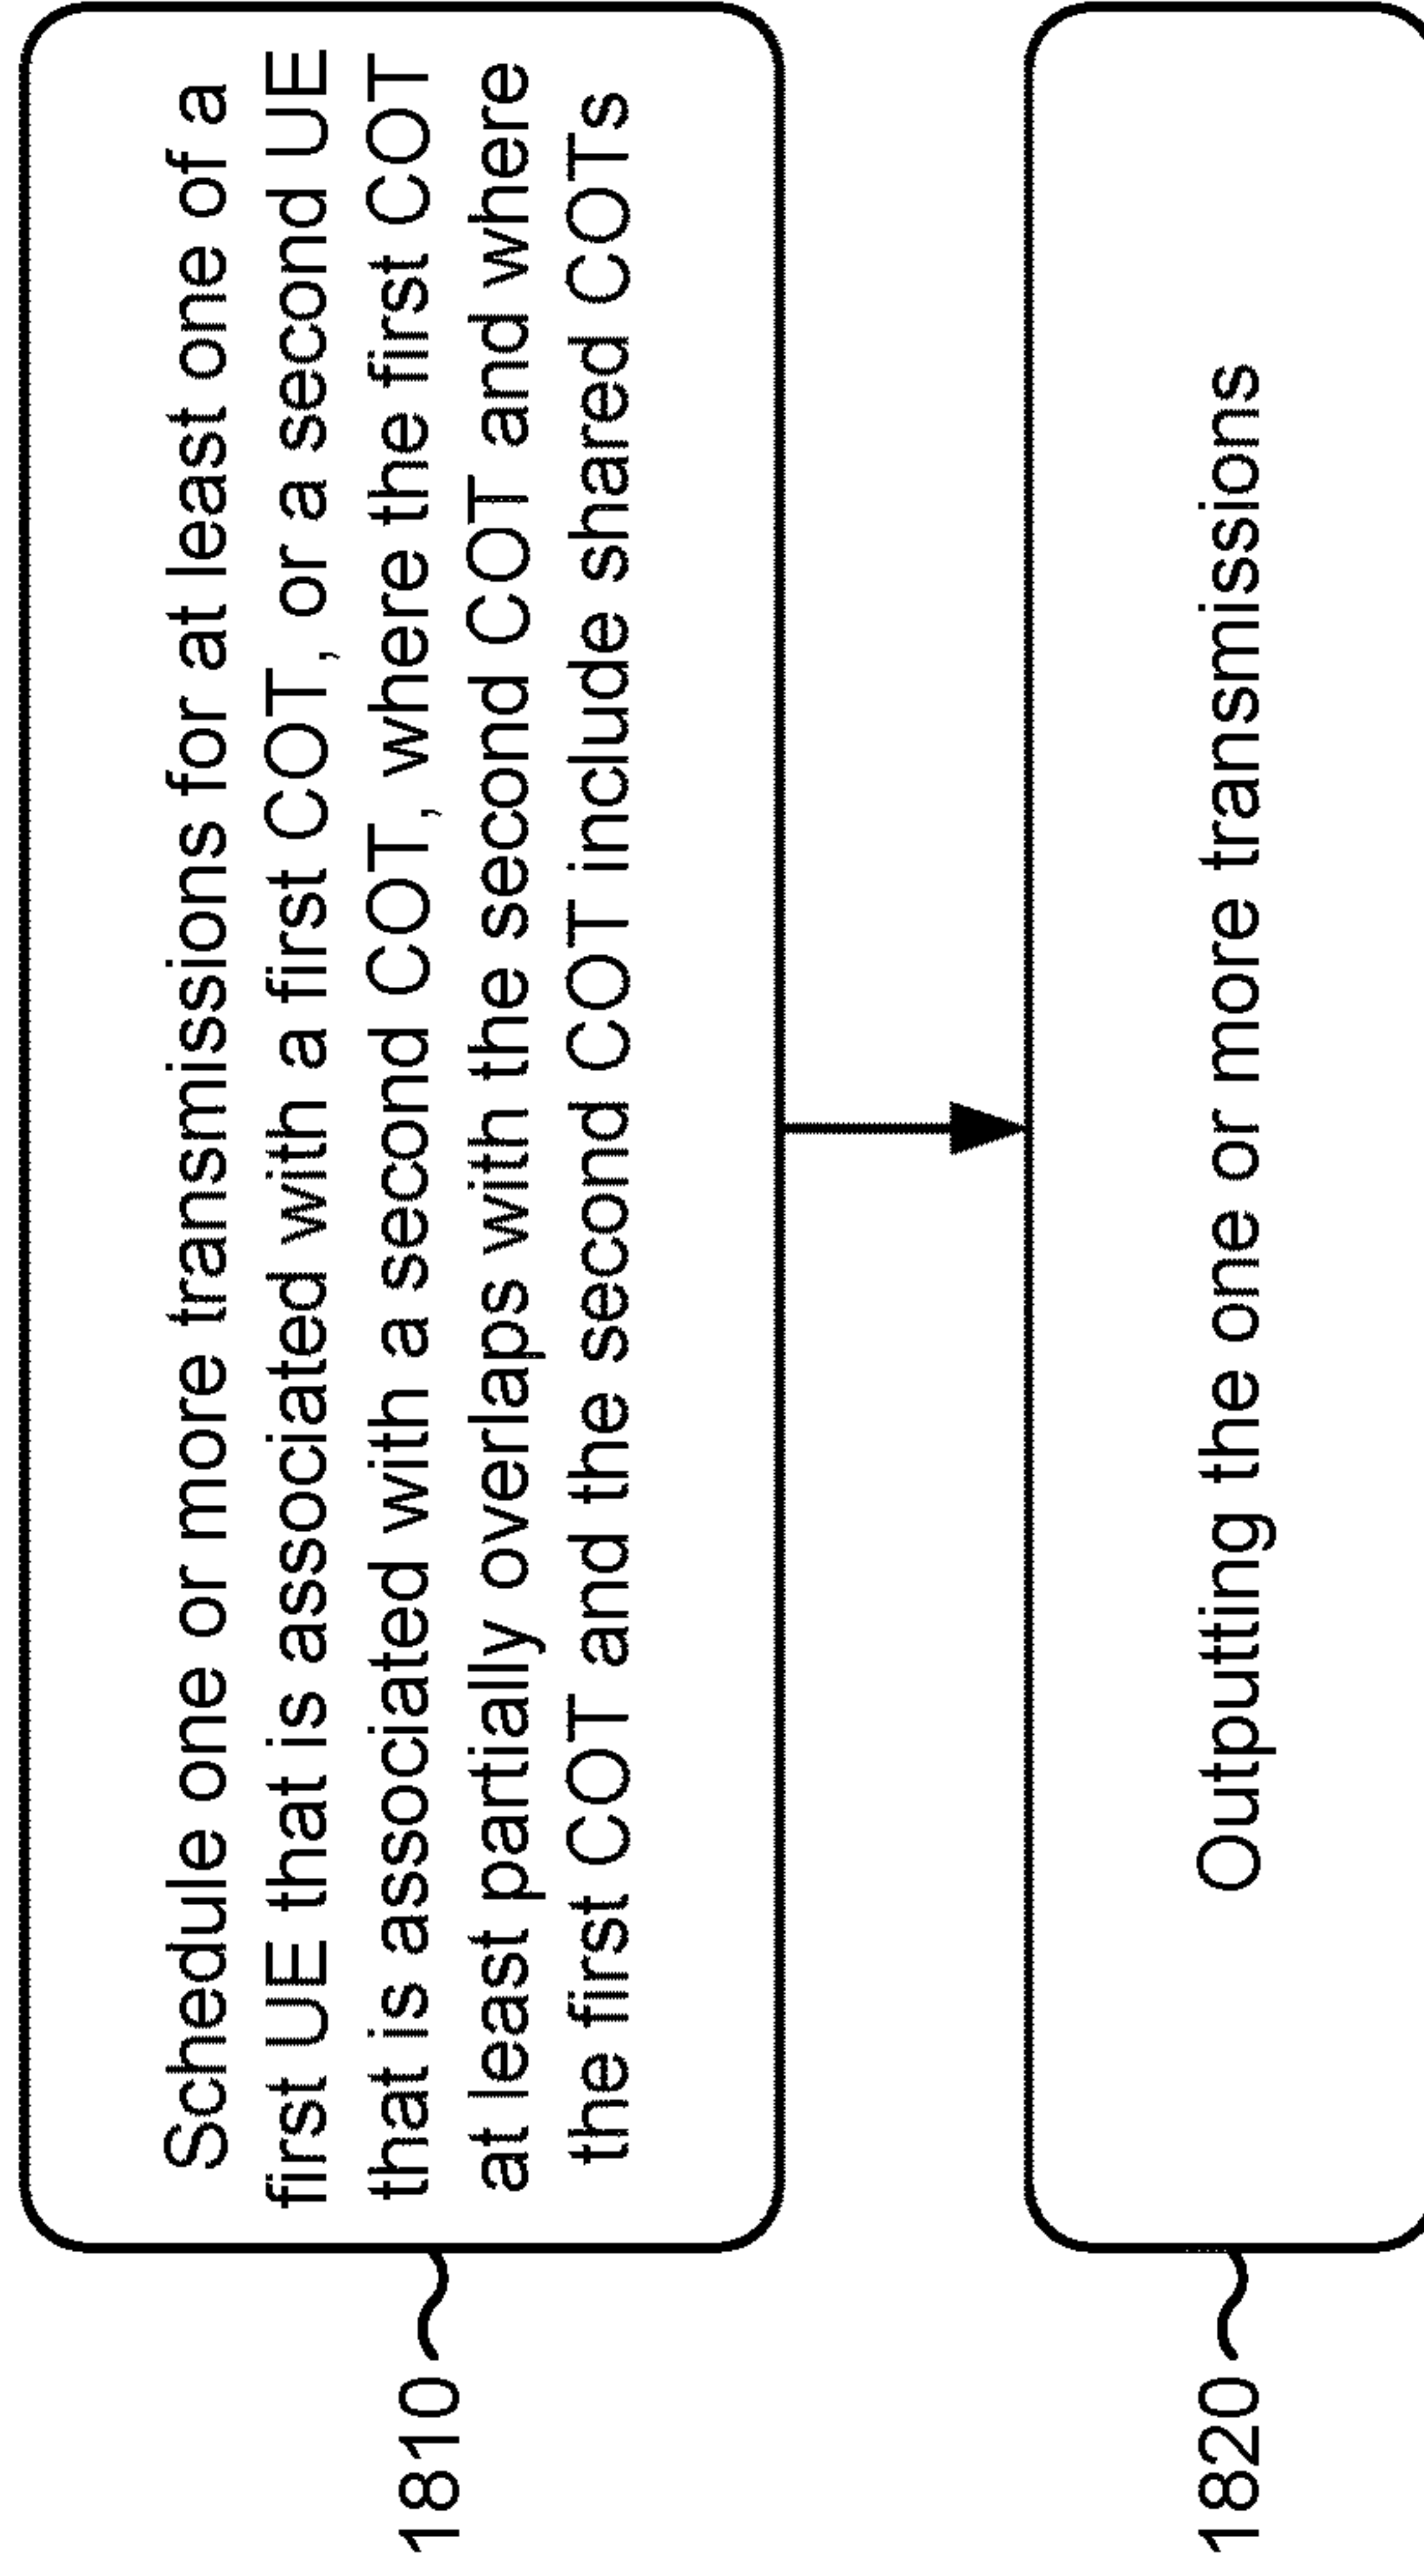 1810
Schedule one or more transmissions for at least one of a
first UE that is associated with a first COT, or a second UE
that is associated with a second COT, where the first COT
at least partially overlaps with the second COT and where
the first COT and the second COT include shared COTs
1820
Outputting the one or more transmissions